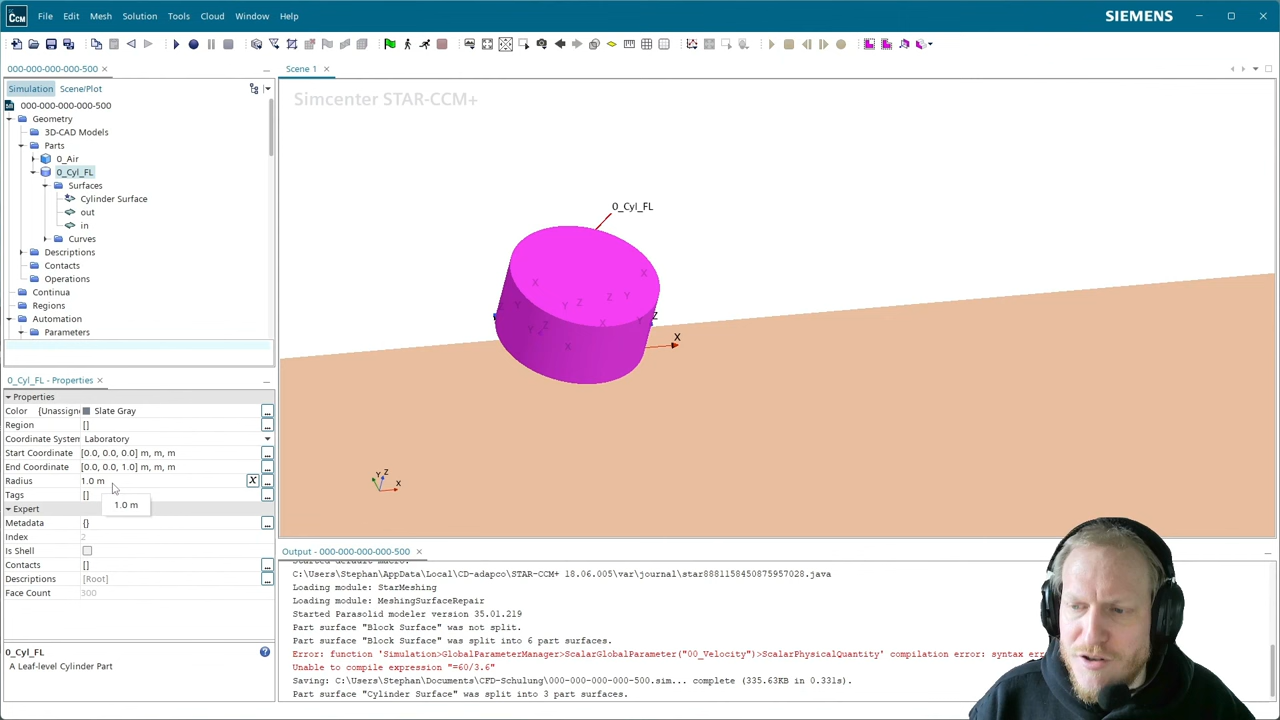 CCM File Edit Mesh Solution Tools Cloud Window Help SIEMENS
000-000-000-000-500
Scene 1
Simulation Scene/Plot
Simcenter STAR-CCM+
000-000-000-000-500
Geometry
3D-CAD Models
Parts
0_Air
0_Cyl_FL
Surfaces
Cylinder Surface
out
in
Curves
Descriptions
Contacts
Operations
Continua
Regions
Automation
Parameters
0_Cyl_FL
X
X
Z
Y
Z
Y
Y
X
Y
Z
Y
Z
X
X
X
Y
Z
X
0_Cyl_FL - Properties
Properties
Color {Unassign Slate Gray
Region []
Coordinate System Laboratory
Start Coordinate [0.0, 0.0, 0.0] m, m, m
End Coordinate [0.0, 0.0, 1.0] m, m, m
Radius 1.0 m X
Tags []
1.0 m
Expert
Metadata {}
Index 2
Is Shell
Contacts []
Descriptions [Root]
Face Count 300
0_Cyl_FL
A Leaf-level Cylinder Part
Output - 000-000-000-000-500
C:\Users\Stephan\AppData\Local\CD-adapco\STAR-CCM+ 18.06.005\var\journal\star8881158450875957028.java
Loading module: StarMeshing
Loading module: MeshingSurfaceRepair
Started Parasolid modeler version 35.01.219
Part surface "Block Surface" was not split.
Part surface "Block Surface" was split into 6 part surfaces.
Error: function 'Simulation>GlobalParameterManager>ScalarGlobalParameter("00_Velocity")>ScalarPhysicalQuantity' compilation error: syntax err
Unable to compile expression "=60/3.6"
Saving: C:\Users\Stephan\Documents\CFD-Schulung\000-000-000-000-500.sim... complete (335.63KB in 0.331s).
Part surface "Cylinder Surface" was split into 3 part surfaces.